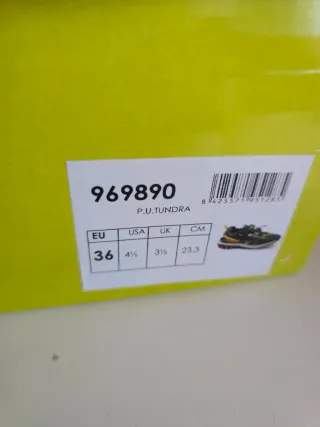 969890
P.U.TUNDRA
EU USA UK CM
36 4½ 3½ 23.3